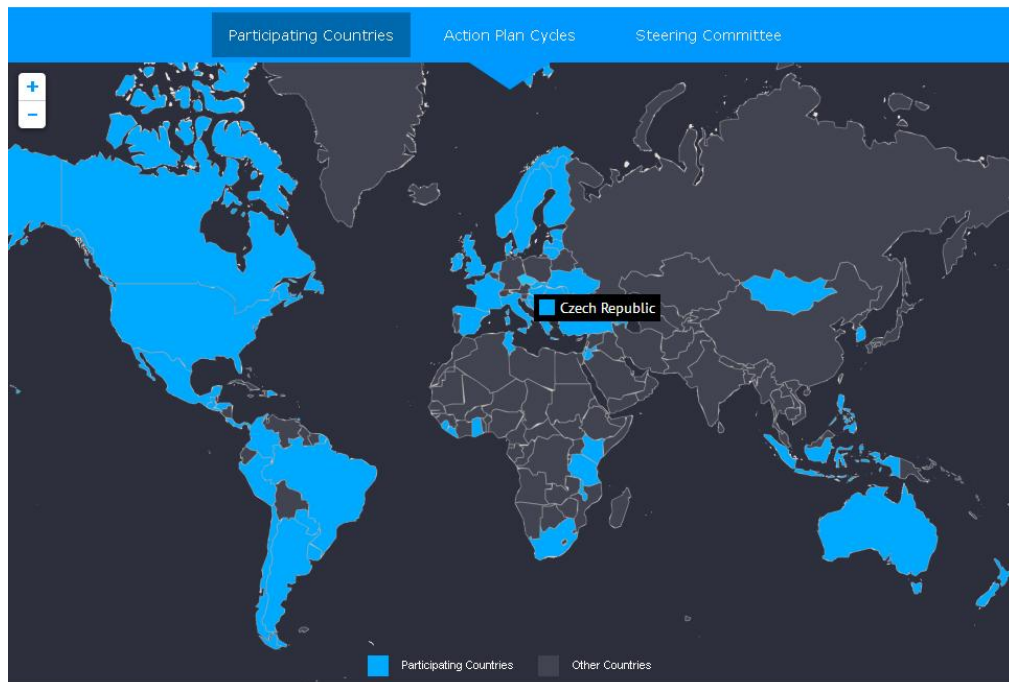 Participating Countries Action Plan Cycles Steering Committee
+
−
Czech Republic
Participating Countries Other Countries